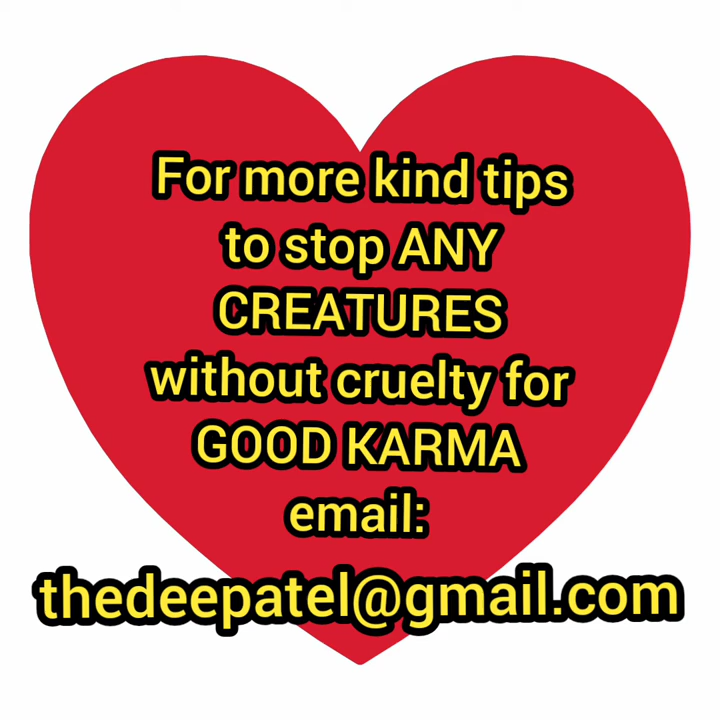 For more kind tips
to stop ANY
CREATURES
without cruelty for
GOOD KARMA
email:
thedeepatel@gmail.com